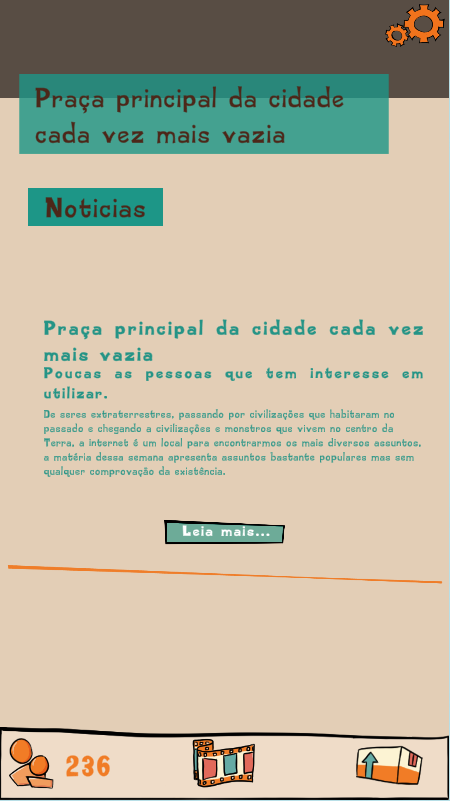 Praça principal da cidade
cada vez mais vazia
Noticias
Praça principal da cidade cada vez
mais vazia
Poucas as pessoas que tem interesse em
utilizar.
De seres extraterrestres, passando por civilizações que habitaram no
passado e chegando a civilizações e monstros que vivem no centro da
Terra, a internet é um local para encontrarmos os mais diversos assuntos,
a matéria dessa semana apresenta assuntos bastante populares mas sem
qualquer comprovação da existência.
Leia mais...
236